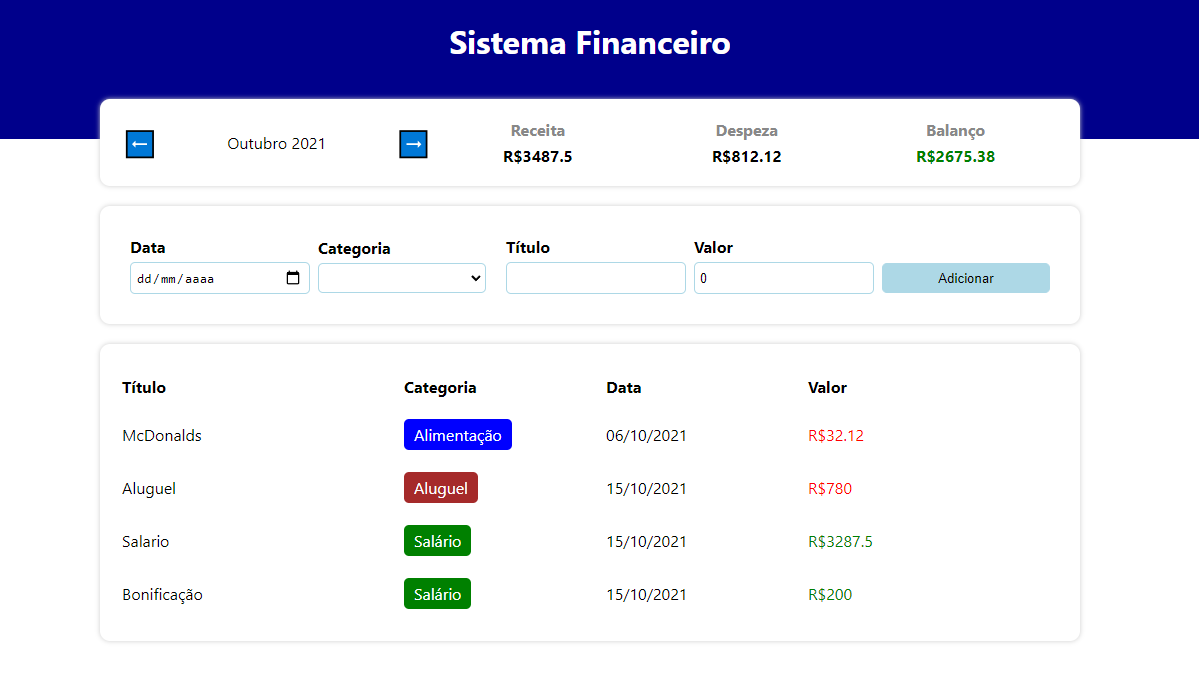 Sistema Financeiro
← Outubro 2021 → Receita Despeza Balanço
R$3487.5 R$812.12 R$2675.38
Data Categoria Título Valor
dd/mm/aaaa 0 Adicionar
Título Categoria Data Valor
McDonalds Alimentação 06/10/2021 R$32.12
Aluguel Aluguel 15/10/2021 R$780
Salario Salário 15/10/2021 R$3287.5
Bonificação Salário 15/10/2021 R$200